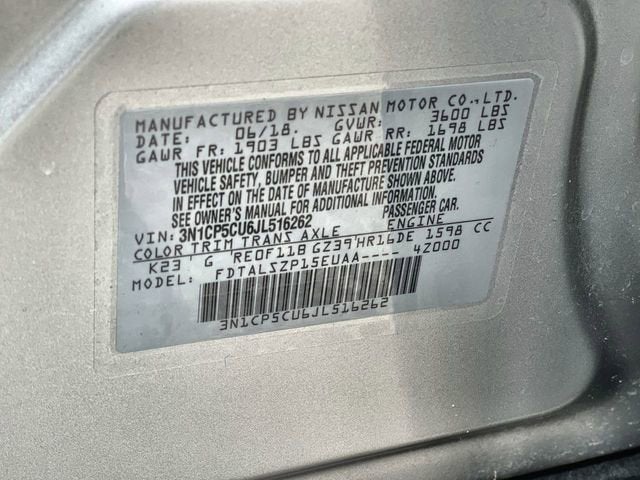 MANUFACTURED BY NISSAN MOTOR CO., LTD.
DATE: 06/18. GVWR: 3600 LBS
GAWR FR: 1903 LBS GAWR RR: 1698 LBS
THIS VEHICLE CONFORMS TO ALL APPLICABLE FEDERAL MOTOR
VEHICLE SAFETY, BUMPER AND THEFT PREVENTION STANDARDS
IN EFFECT ON THE DATE OF MANUFACTURE SHOWN ABOVE.
SEE OWNER'S MANUAL FOR ADDITIONAL INFORMATION.
VIN: 3N1CP5CU6JL516262 PASSENGER CAR.
COLOR TRIM TRANS AXLE ENGINE
K23 G RE0F11B GZ39 HR16DE 1598 CC
MODEL: FDTALSZP15EUAA---- 4Z000
3N1CP5CU6JL516262